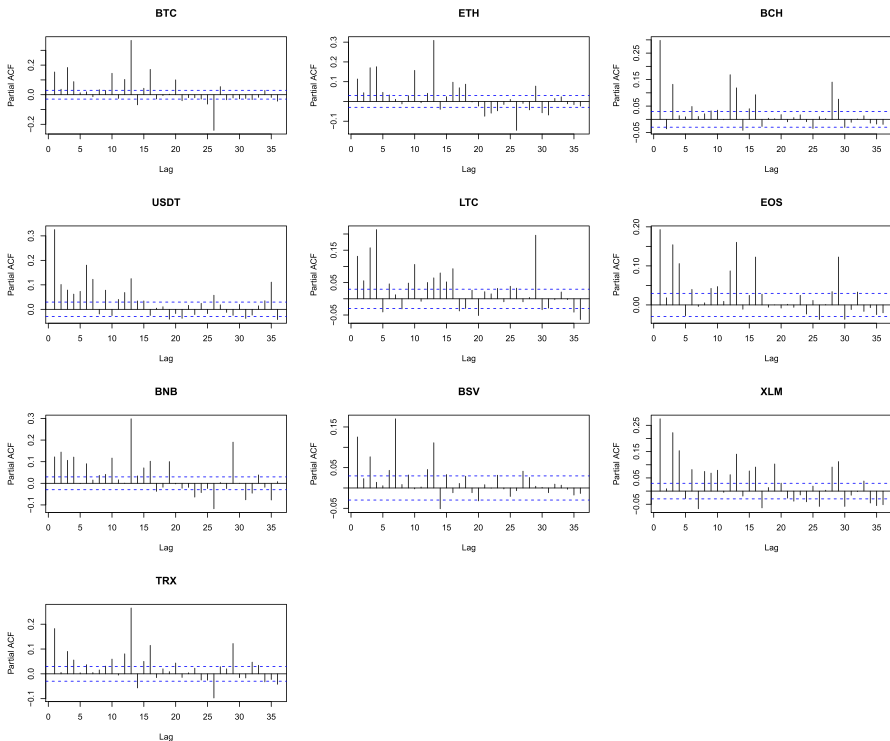 BTC
Partial ACF
-0.2 0.0 0.2
0 5 10 15 20 25 30 35
Lag
ETH
Partial ACF
-0.1 0.1 0.2 0.3
0 5 10 15 20 25 30 35
Lag
BCH
Partial ACF
-0.05 0.05 0.15 0.25
0 5 10 15 20 25 30 35
Lag
USDT
Partial ACF
0.0 0.1 0.2 0.3
0 5 10 15 20 25 30 35
Lag
LTC
Partial ACF
-0.05 0.05 0.15
0 5 10 15 20 25 30 35
Lag
EOS
Partial ACF
0.00 0.10 0.20
0 5 10 15 20 25 30 35
Lag
BNB
Partial ACF
-0.1 0.0 0.1 0.2 0.3
0 5 10 15 20 25 30 35
Lag
BSV
Partial ACF
-0.05 0.05 0.15
0 5 10 15 20 25 30 35
Lag
XLM
Partial ACF
-0.05 0.05 0.15 0.25
0 5 10 15 20 25 30 35
Lag
TRX
Partial ACF
-0.1 0.0 0.1 0.2
0 5 10 15 20 25 30 35
Lag